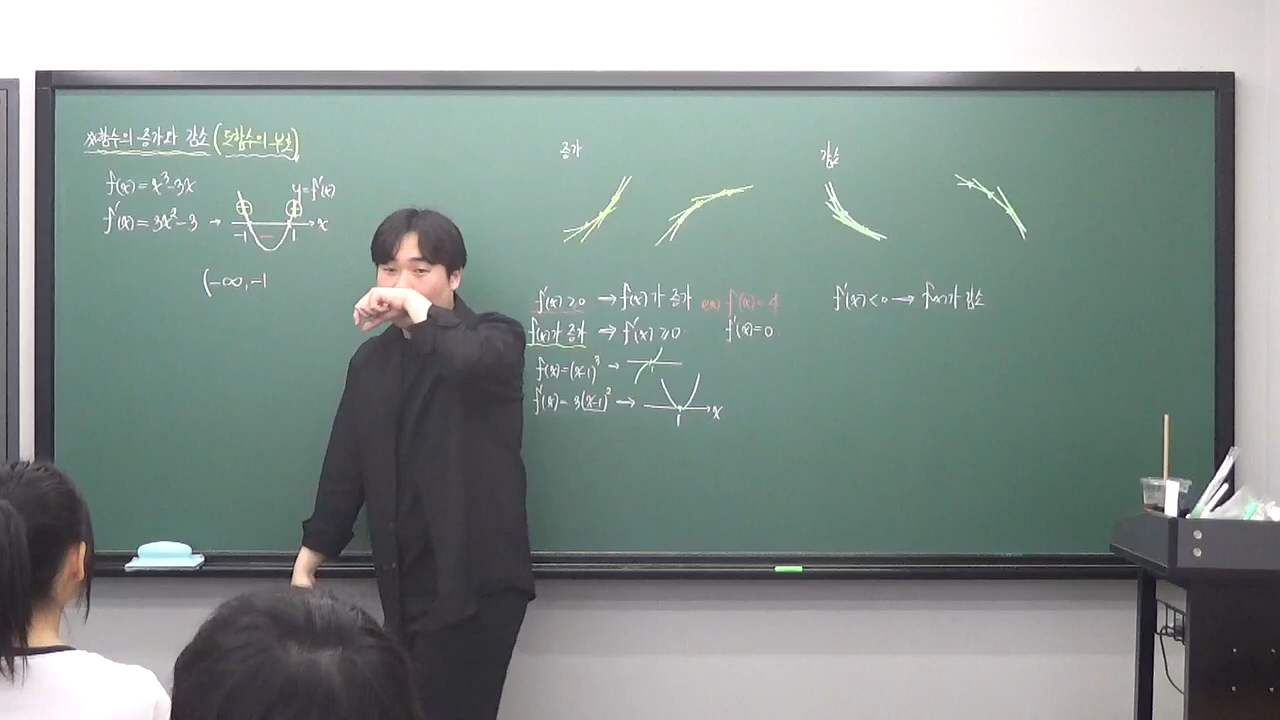 ※함수의 증가와 감소 (도함수의 부호)
f(x) = x³-3x
f'(x) = 3x²-3 →
y=f'(x)
+ +
-
-1 1 x
(-∞, -1
증가
감소
f'(x) ≥ 0 → f(x)가 증가 ex) f'(x) = 4
f(x)가 증가 ⇒ f'(x) ≥ 0 f'(x) = 0
f(x) = (x-1)³ →
1
f'(x) = 3(x-1)² →
1 x
f'(x) < 0 → f(x)가 감소